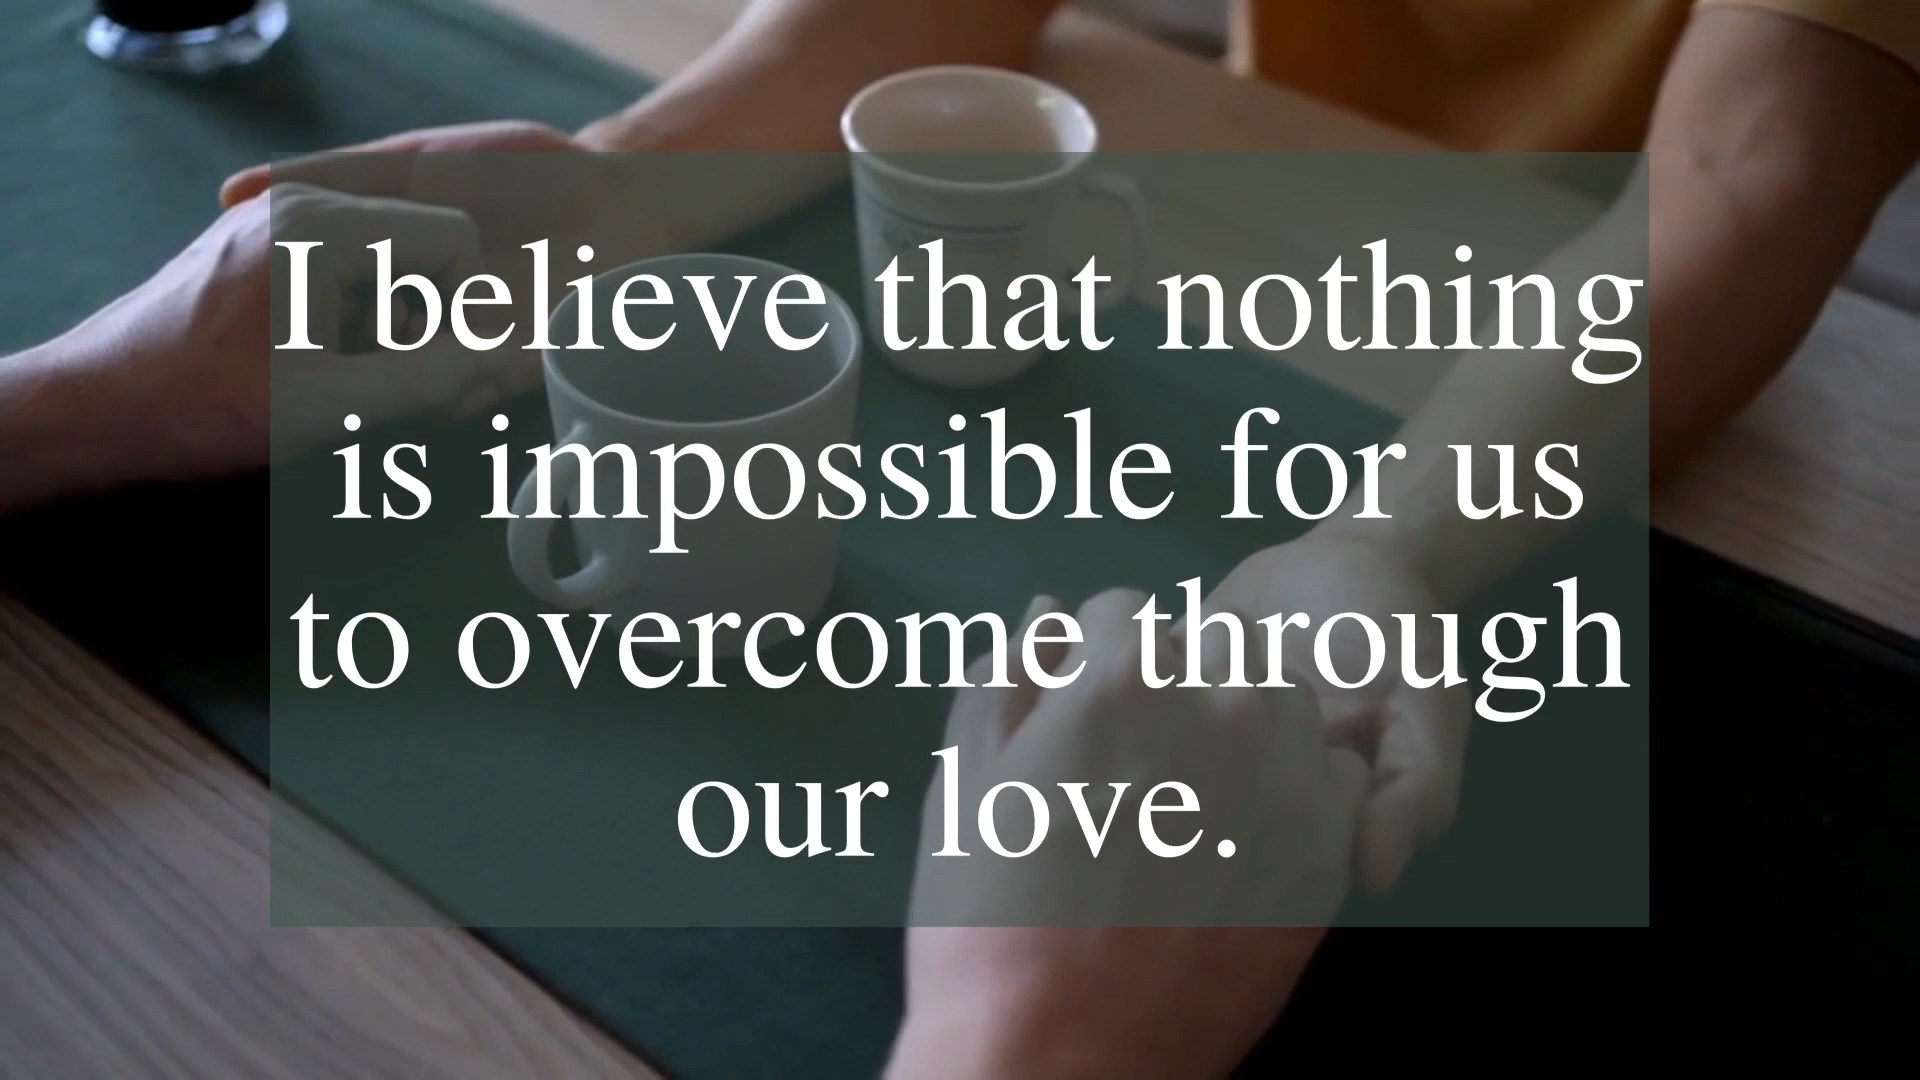 I believe that nothing
is impossible for us
to overcome through
our love.